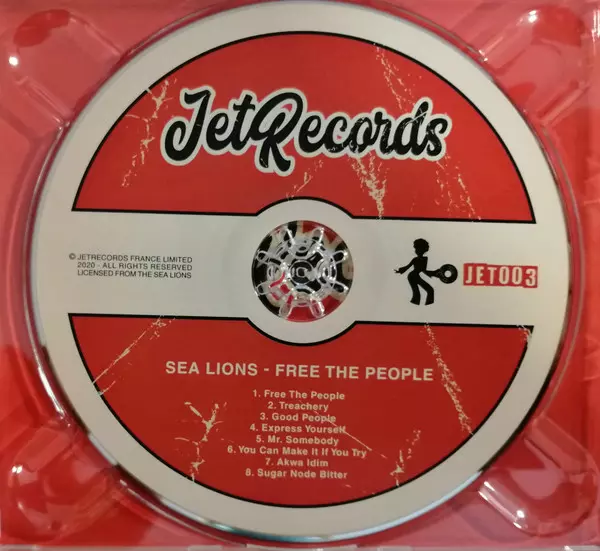 JetRecords
© JETRECORDS FRANCE LIMITED
2020 - ALL RIGHTS RESERVED
LICENSED FROM THE SEA LIONS
JET003
SEA LIONS - FREE THE PEOPLE
1. Free The People
2. Treachery
3. Good People
4. Express Yourself
5. Mr. Somebody
6. You Can Make It If You Try
7. Akwa Idim
8. Sugar Node Bitter